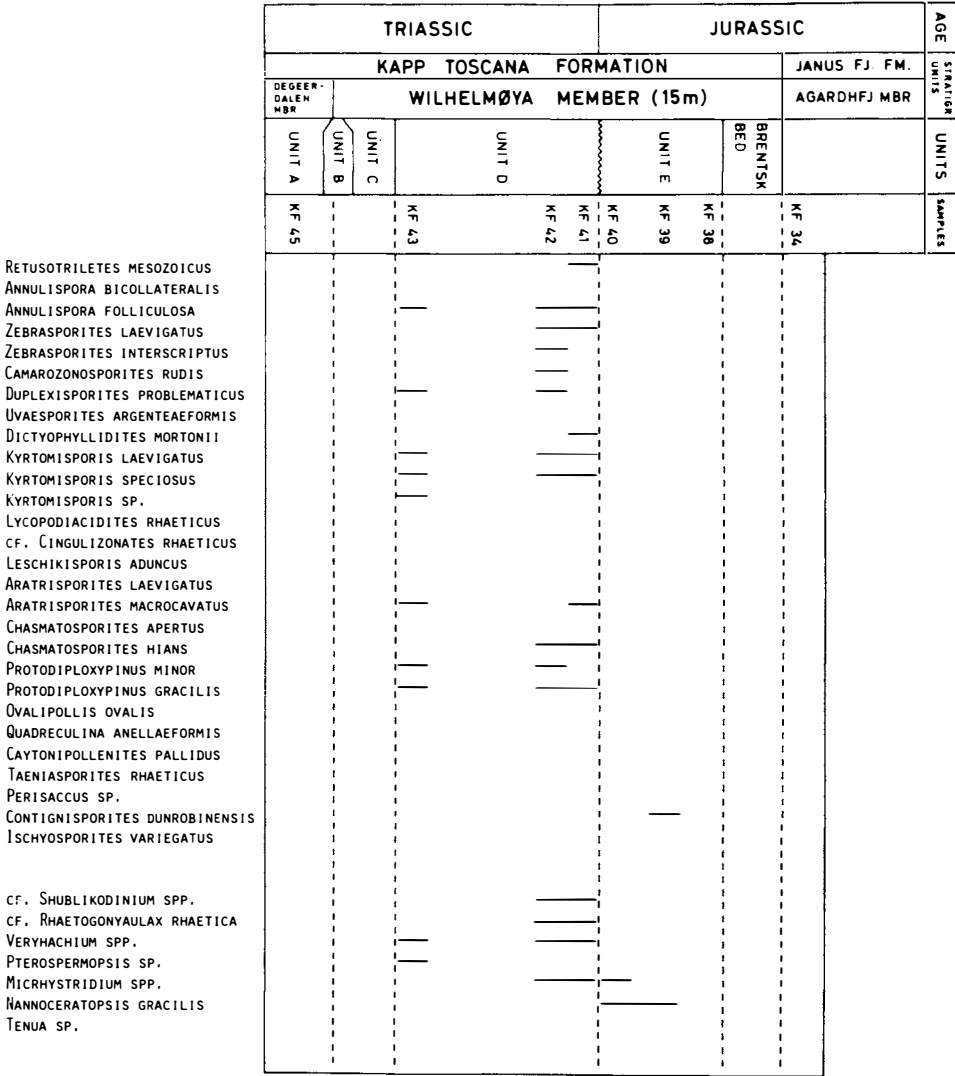 TRIASSIC JURASSIC AGE
KAPP TOSCANA FORMATION JANUS FJ. FM. STRATIGR UNITS
DEGEER-
DALEN
MBR
WILHELMØYA MEMBER (15m) AGARDHFJ MBR
UNIT A UNIT B UNIT C UNIT D UNIT E BRENTSK BED UNITS
KF 45 KF 43 KF 42 KF 41 KF 40 KF 39 KF 38 KF 34 SAMPLES
RETUSOTRILETES MESOZOICUS
ANNULISPORA BICOLLATERALIS
ANNULISPORA FOLLICULOSA
ZEBRASPORITES LAEVIGATUS
ZEBRASPORITES INTERSCRIPTUS
CAMAROZONOSPORITES RUDIS
DUPLEXISPORITES PROBLEMATICUS
UVAESPORITES ARGENTEAEFORMIS
DICTYOPHYLLIDITES MORTONII
KYRTOMISPORIS LAEVIGATUS
KYRTOMISPORIS SPECIOSUS
KYRTOMISPORIS SP.
LYCOPODIACIDITES RHAETICUS
CF. CINGULIZONATES RHAETICUS
LESCHIKISPORIS ADUNCUS
ARATRISPORITES LAEVIGATUS
ARATRISPORITES MACROCAVATUS
CHASMATOSPORITES APERTUS
CHASMATOSPORITES HIANS
PROTODIPLOXYPINUS MINOR
PROTODIPLOXYPINUS GRACILIS
OVALIPOLLIS OVALIS
QUADRECULINA ANELLAEFORMIS
CAYTONIPOLLENITES PALLIDUS
TAENIASPORITES RHAETICUS
PERISACCUS SP.
CONTIGNISPORITES DUNROBINENSIS
ISCHYOSPORITES VARIEGATUS
CF. SHUBLIKODINIUM SPP.
CF. RHAETOGONYAULAX RHAETICA
VERYHACHIUM SPP.
PTEROSPERMOPSIS SP.
MICRHYSTRIDIUM SPP.
NANNOCERATOPSIS GRACILIS
TENUA SP.